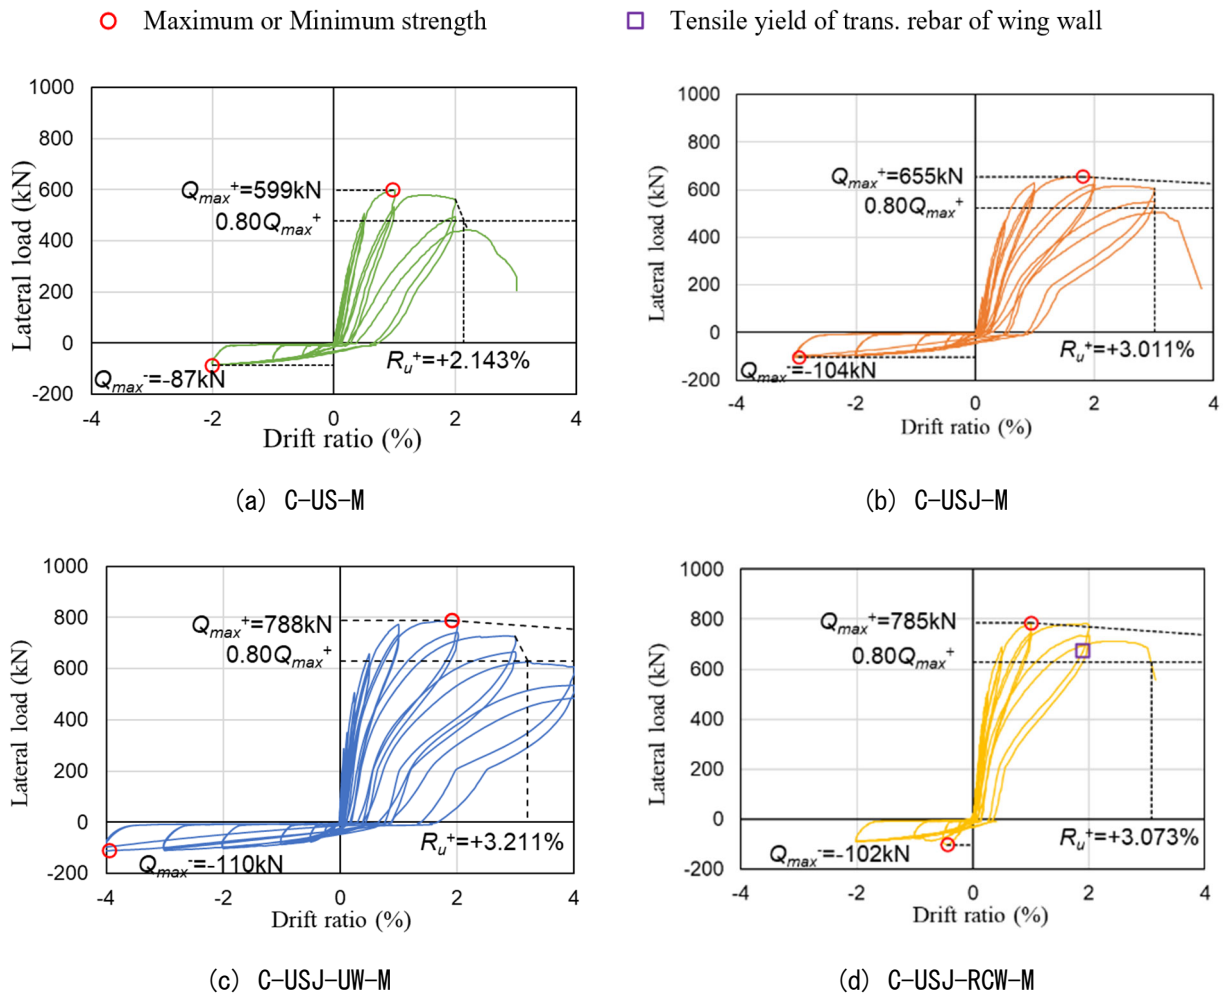 Maximum or Minimum strength
Tensile yield of trans. rebar of wing wall
1000
800
600
400
200
0
-200
-4
-2
0
2
4
Lateral load (kN)
Drift ratio (%)
Qmax+=599kN
0.80Qmax+
Ru+=+2.143%
Qmax-=-87kN
(a) C-US-M
1000
800
600
400
200
0
-200
-4
-2
0
2
4
Lateral load (kN)
Drift ratio (%)
Qmax+=655kN
0.80Qmax+
Ru+=+3.011%
Qmax-=-104kN
(b) C-USJ-M
1000
800
600
400
200
0
-200
-4
-2
0
2
4
Lateral load (kN)
Drift ratio (%)
Qmax+=788kN
0.80Qmax+
Ru+=+3.211%
Qmax-=-110kN
(c) C-USJ-UW-M
1000
800
600
400
200
0
-200
-4
-2
0
2
4
Lateral load (kN)
Drift ratio (%)
Qmax+=785kN
0.80Qmax+
Ru+=+3.073%
Qmax-=-102kN
(d) C-USJ-RCW-M